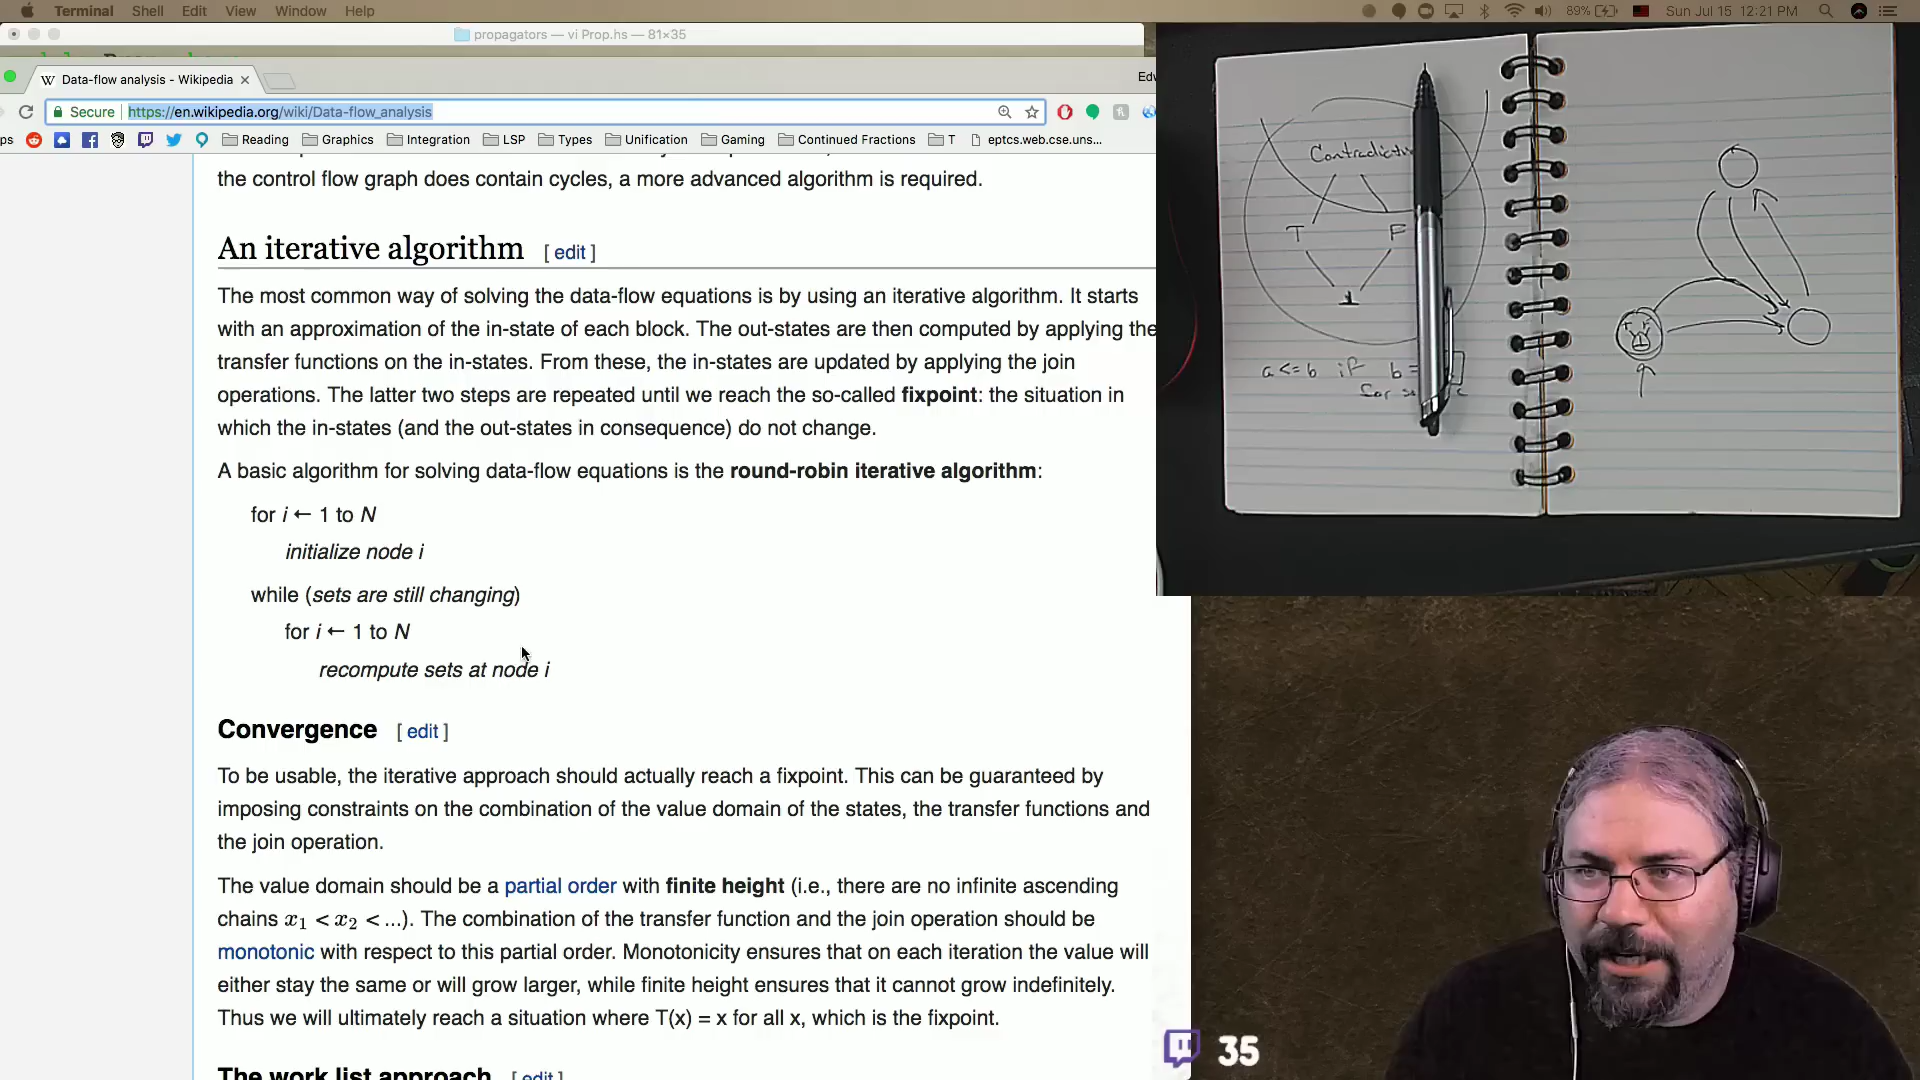 Terminal Shell Edit View Window Help
89% Sun Jul 15 12:21 PM
propagators — vi Prop.hs — 81×35
W Data-flow analysis - Wikipedia
Secure https://en.wikipedia.org/wiki/Data-flow_analysis
Reading Graphics Integration LSP Types Unification Gaming Continued Fractions T eptcs.web.cse.uns...
the control flow graph does contain cycles, a more advanced algorithm is required.
An iterative algorithm [ edit ]
The most common way of solving the data-flow equations is by using an iterative algorithm. It starts
with an approximation of the in-state of each block. The out-states are then computed by applying the
transfer functions on the in-states. From these, the in-states are updated by applying the join
operations. The latter two steps are repeated until we reach the so-called fixpoint: the situation in
which the in-states (and the out-states in consequence) do not change.
A basic algorithm for solving data-flow equations is the round-robin iterative algorithm:
for i ← 1 to N
initialize node i
while (sets are still changing)
for i ← 1 to N
recompute sets at node i
Convergence [ edit ]
To be usable, the iterative approach should actually reach a fixpoint. This can be guaranteed by
imposing constraints on the combination of the value domain of the states, the transfer functions and
the join operation.
The value domain should be a partial order with finite height (i.e., there are no infinite ascending
chains x₁ < x₂ < ...). The combination of the transfer function and the join operation should be
monotonic with respect to this partial order. Monotonicity ensures that on each iteration the value will
either stay the same or will grow larger, while finite height ensures that it cannot grow indefinitely.
Thus we will ultimately reach a situation where T(x) = x for all x, which is the fixpoint.
The work list approach [ edit ]
T F
⊥
a <= b if b =
for
35